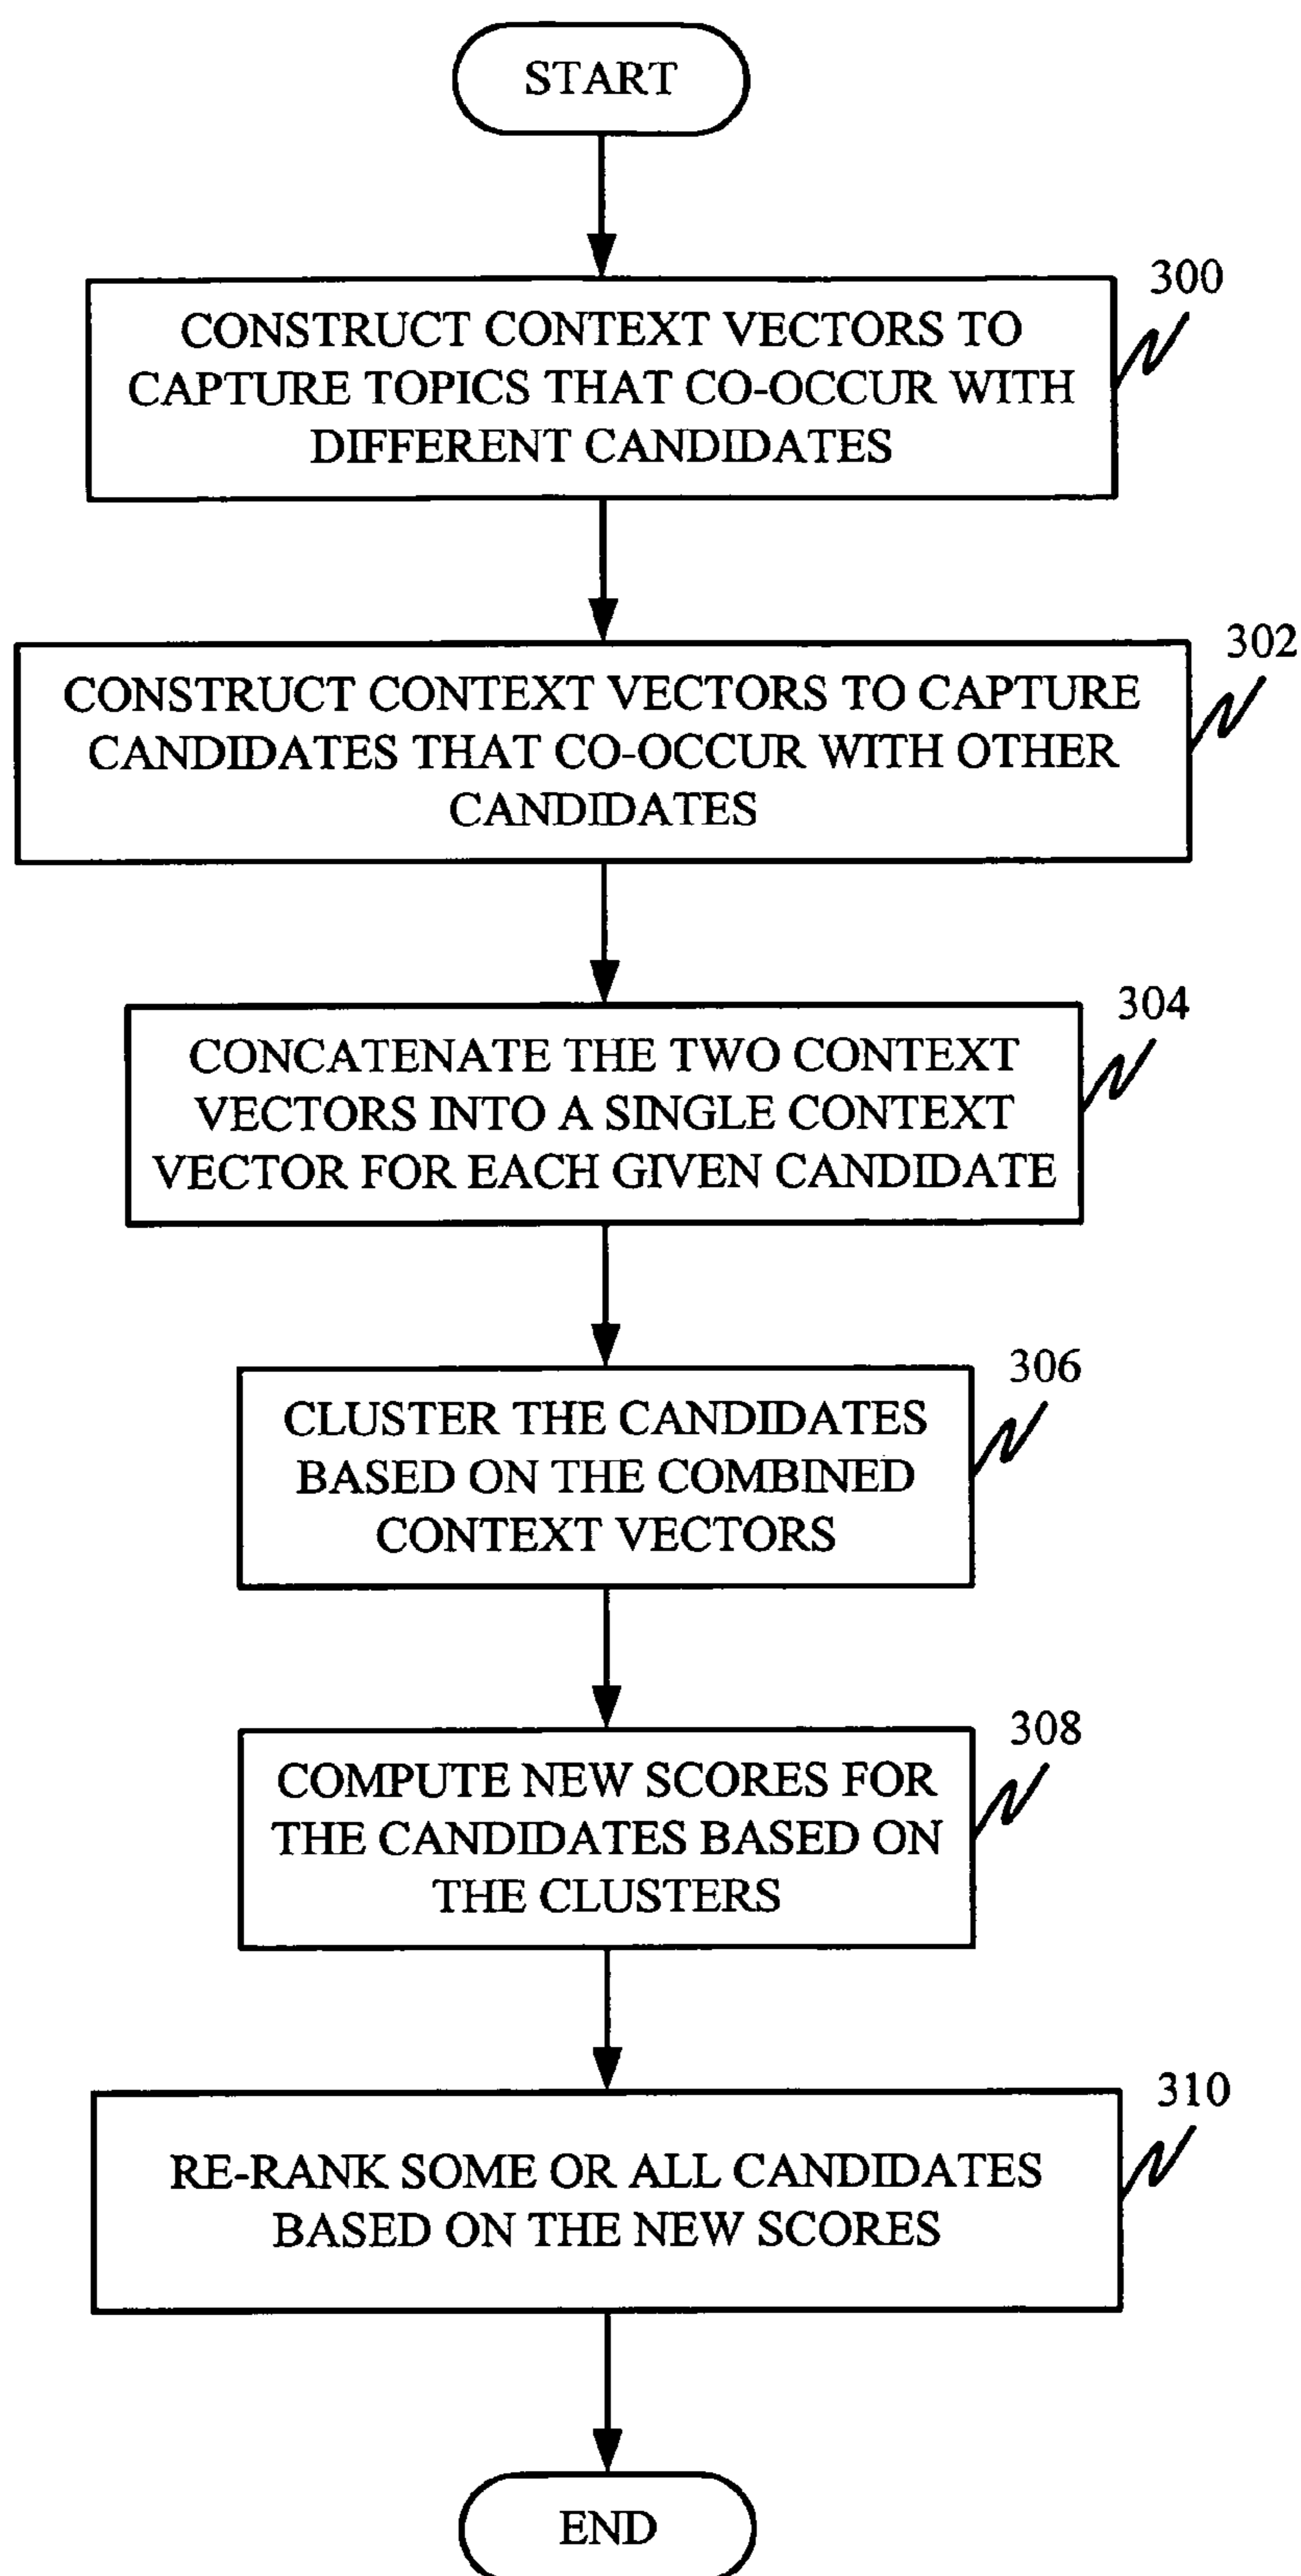 START
300
CONSTRUCT CONTEXT VECTORS TO
CAPTURE TOPICS THAT CO-OCCUR WITH
DIFFERENT CANDIDATES
302
CONSTRUCT CONTEXT VECTORS TO CAPTURE
CANDIDATES THAT CO-OCCUR WITH OTHER
CANDIDATES
304
CONCATENATE THE TWO CONTEXT
VECTORS INTO A SINGLE CONTEXT
VECTOR FOR EACH GIVEN CANDIDATE
306
CLUSTER THE CANDIDATES
BASED ON THE COMBINED
CONTEXT VECTORS
308
COMPUTE NEW SCORES FOR
THE CANDIDATES BASED ON
THE CLUSTERS
310
RE-RANK SOME OR ALL CANDIDATES
BASED ON THE NEW SCORES
END